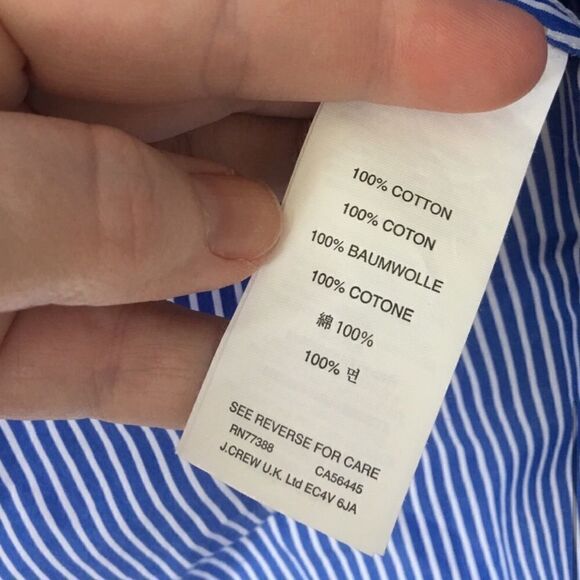 100% COTTON
100% COTON
100% BAUMWOLLE
100% COTONE
綿 100%
100% 면
SEE REVERSE FOR CARE
RN77388 CA56445
J.CREW U.K. Ltd EC4V 6JA